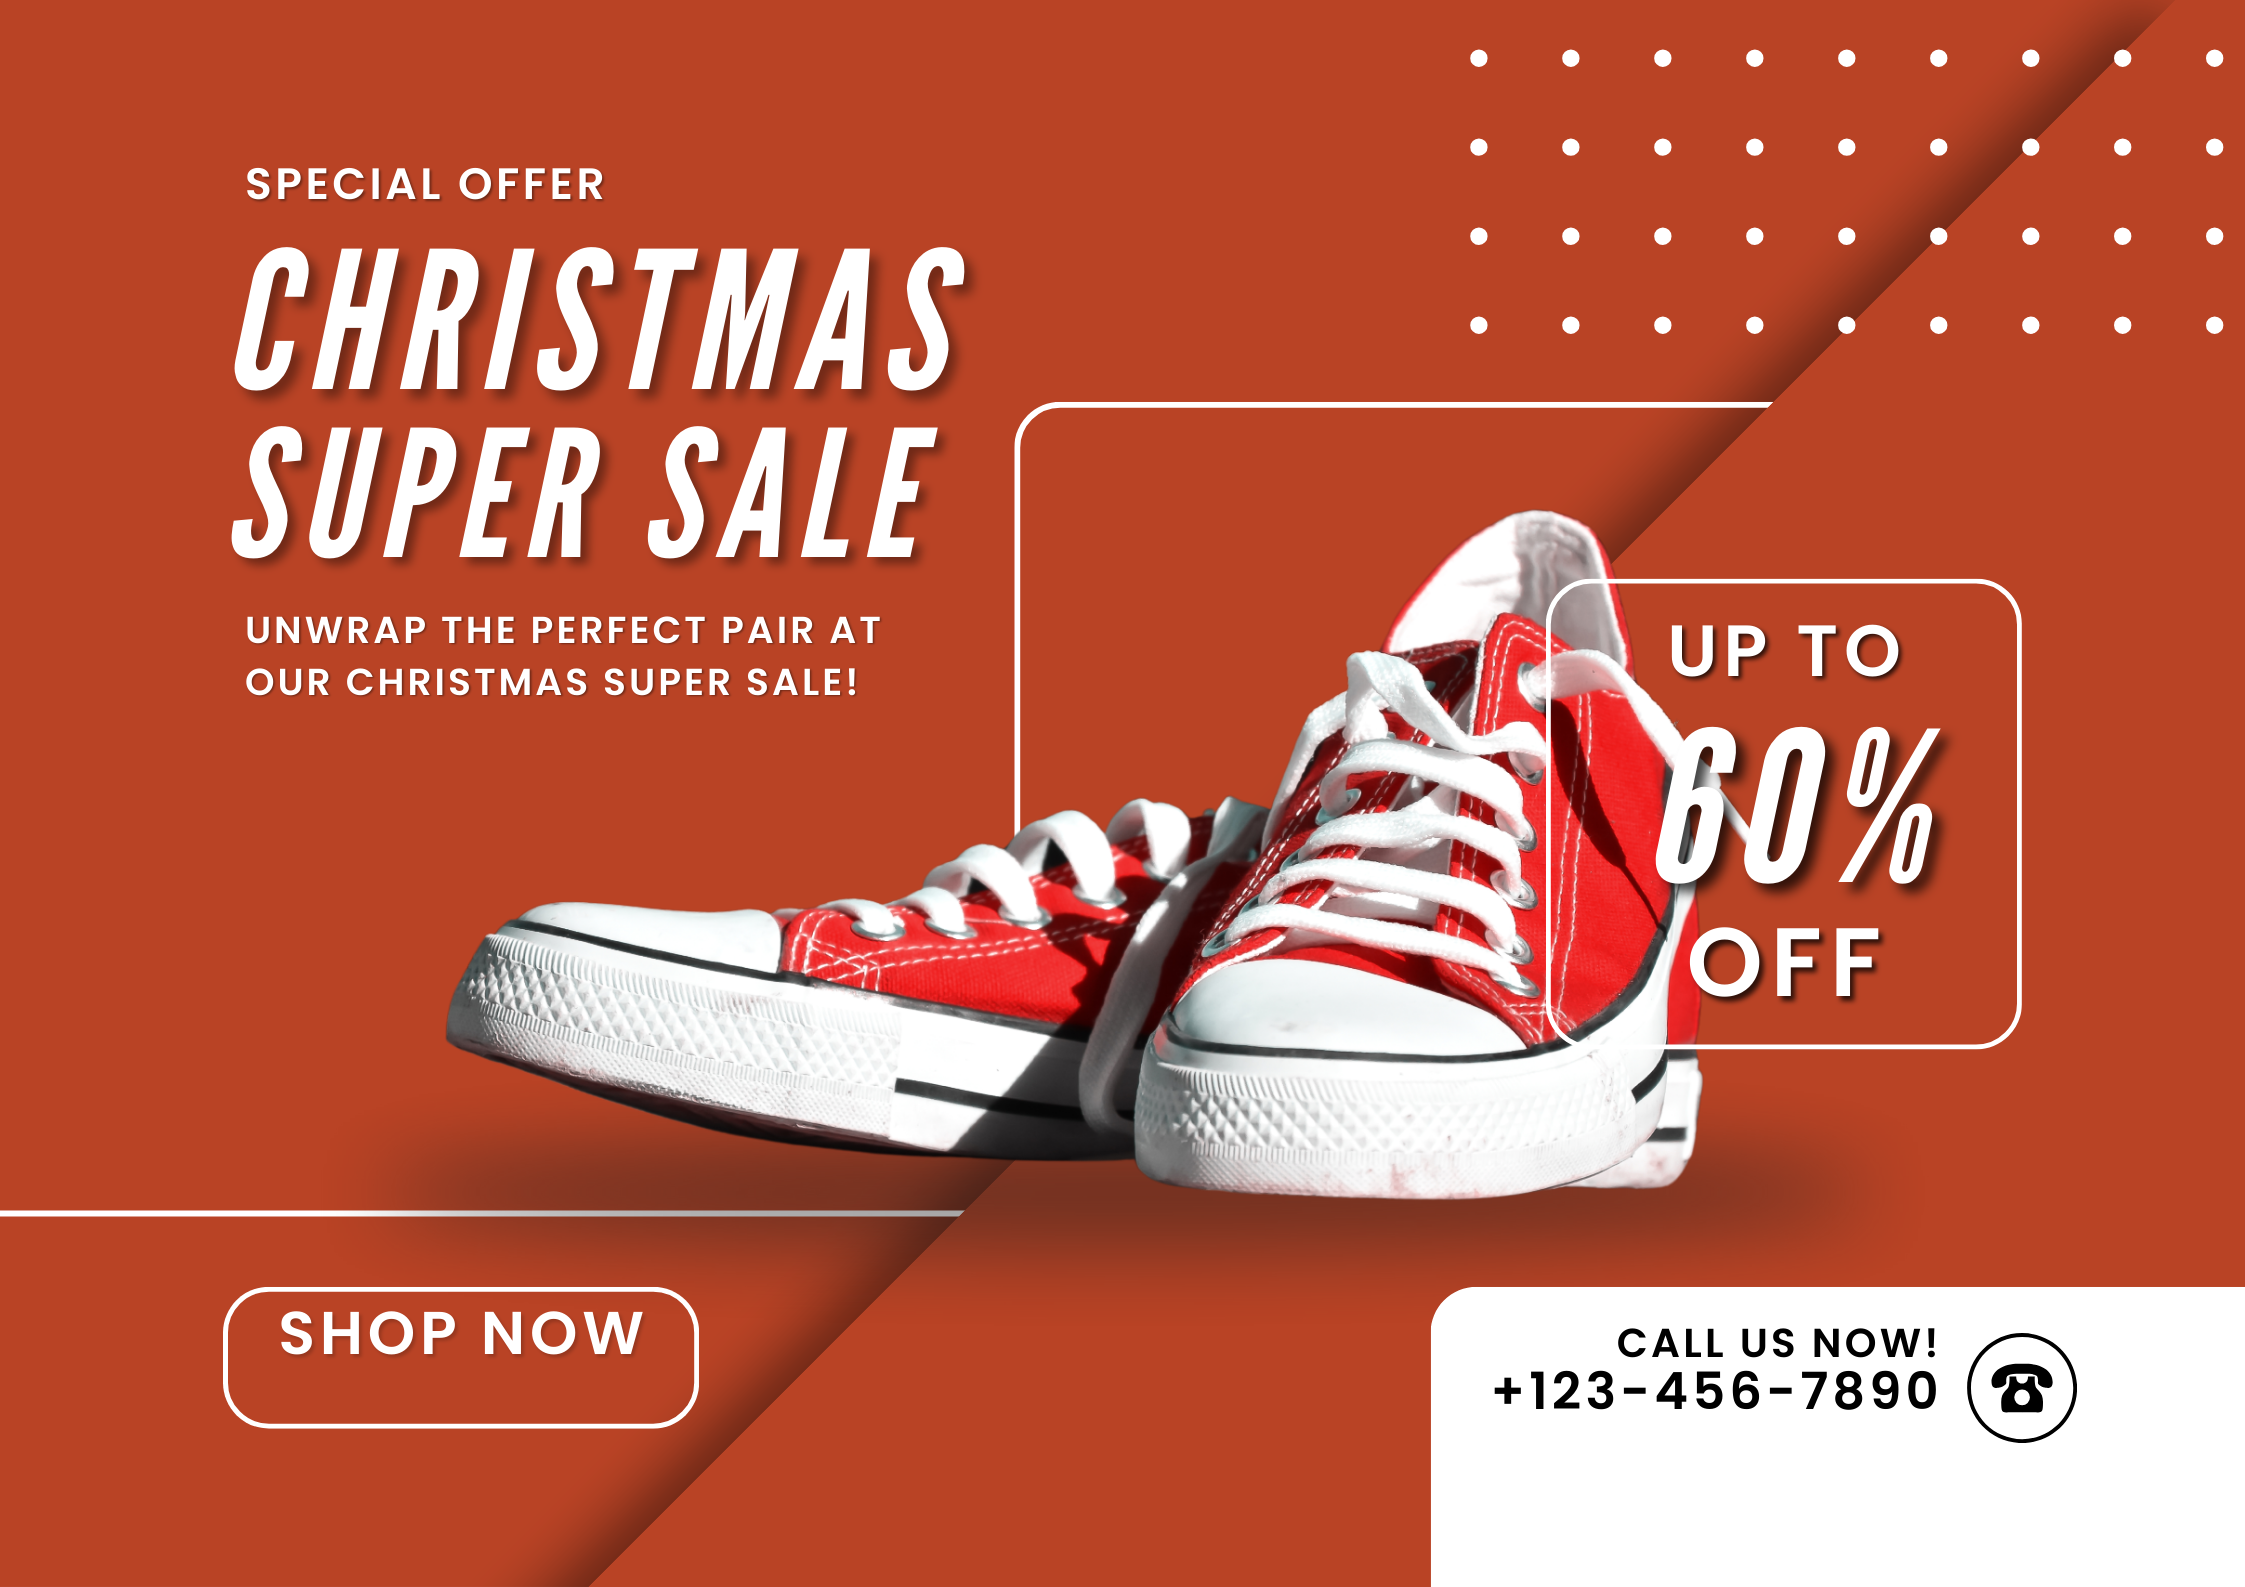 SPECIAL OFFER
CHRISTMAS
SUPER SALE
UNWRAP THE PERFECT PAIR AT
OUR CHRISTMAS SUPER SALE!
UP TO
60%
OFF
SHOP NOW
CALL US NOW!
+123-456-7890